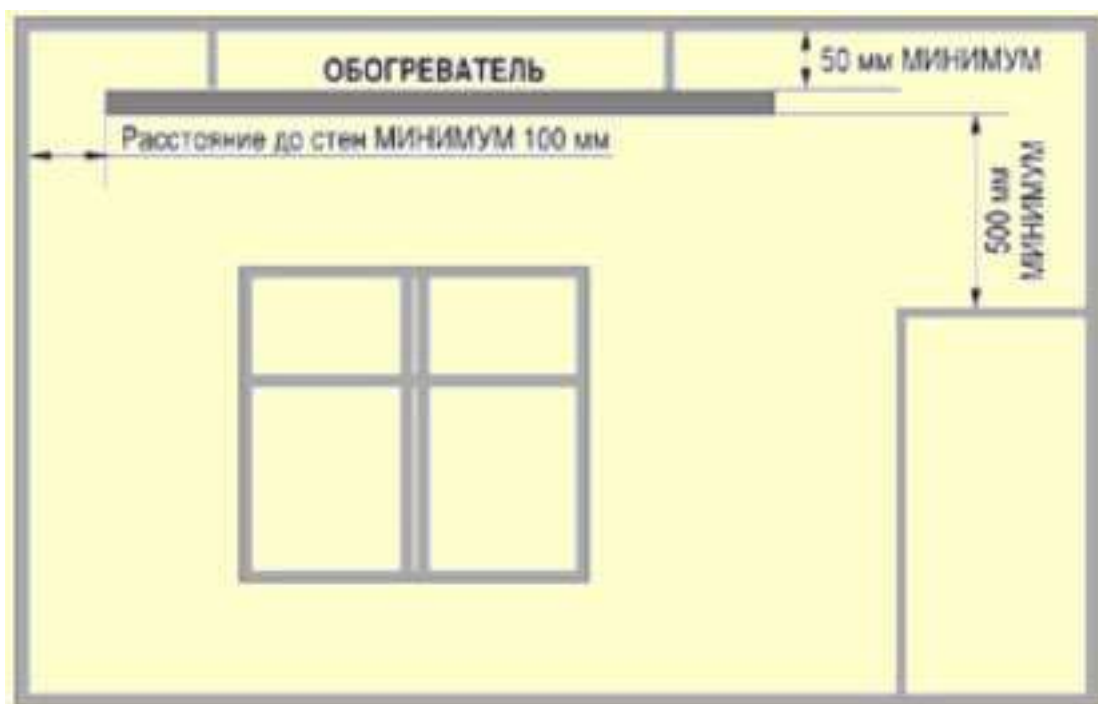 ОБОГРЕВАТЕЛЬ
50 мм МИНИМУМ
Расстояние до стен МИНИМУМ 100 мм
500 мм
МИНИМУМ